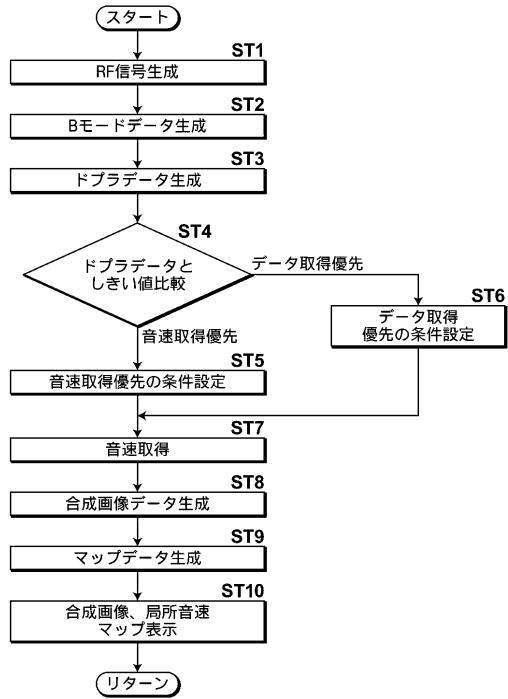 スタート
ST1
RF信号生成
ST2
Bモードデータ生成
ST3
ドプラデータ生成
ST4
ドプラデータと
しきい値比較
データ取得優先
音速取得優先
ST6
データ取得
優先の条件設定
ST5
音速取得優先の条件設定
ST7
音速取得
ST8
合成画像データ生成
ST9
マップデータ生成
ST10
合成画像、局所音速
マップ表示
リターン